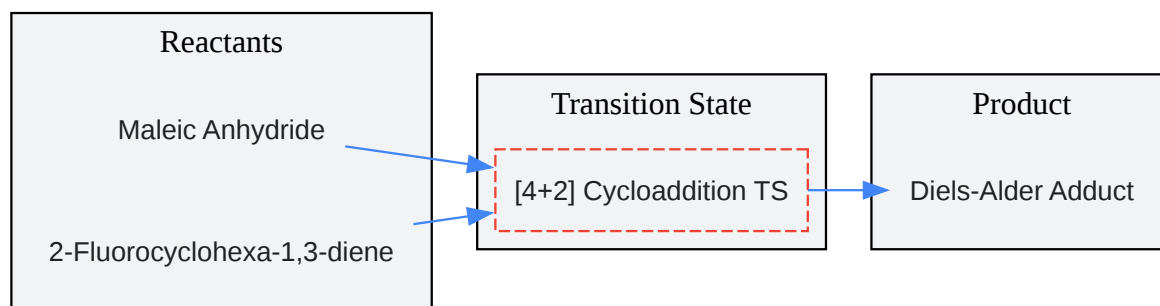 Reactants
Maleic Anhydride
2-Fluorocyclohexa-1,3-diene
Transition State
[4+2] Cycloaddition TS
Product
Diels-Alder Adduct